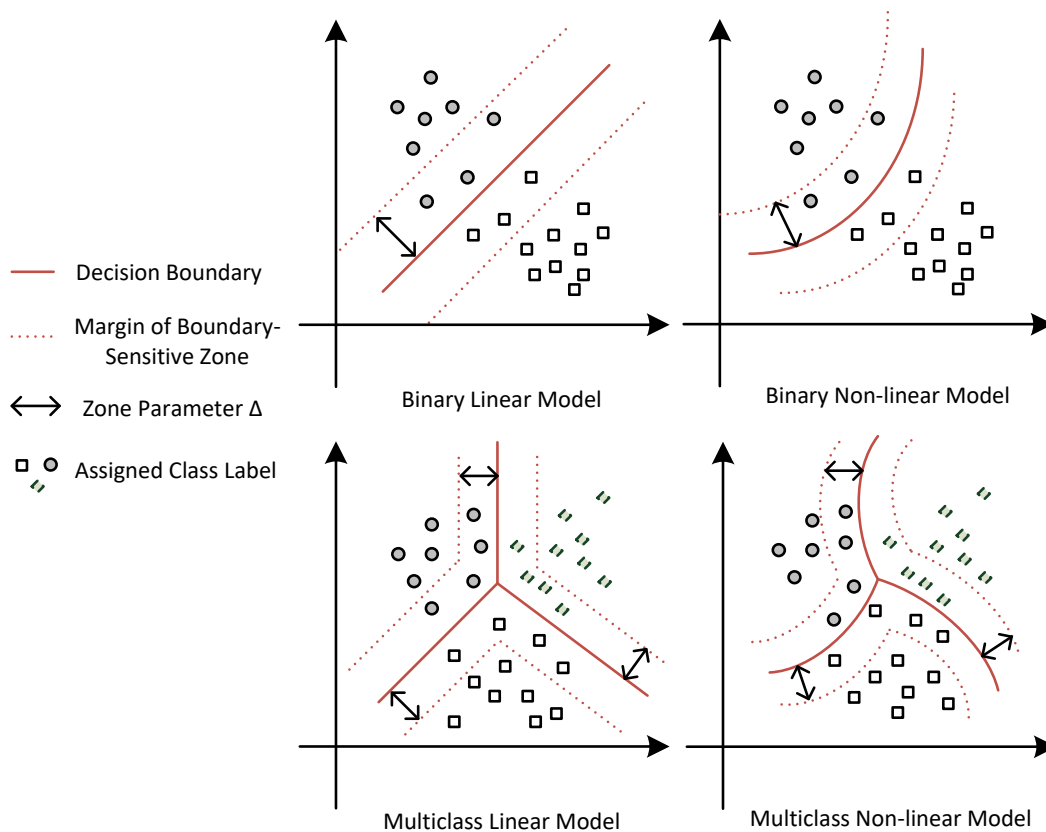 Decision Boundary
Margin of Boundary-
Sensitive Zone
Zone Parameter Δ
Assigned Class Label
Binary Linear Model
Binary Non-linear Model
Multiclass Linear Model
Multiclass Non-linear Model